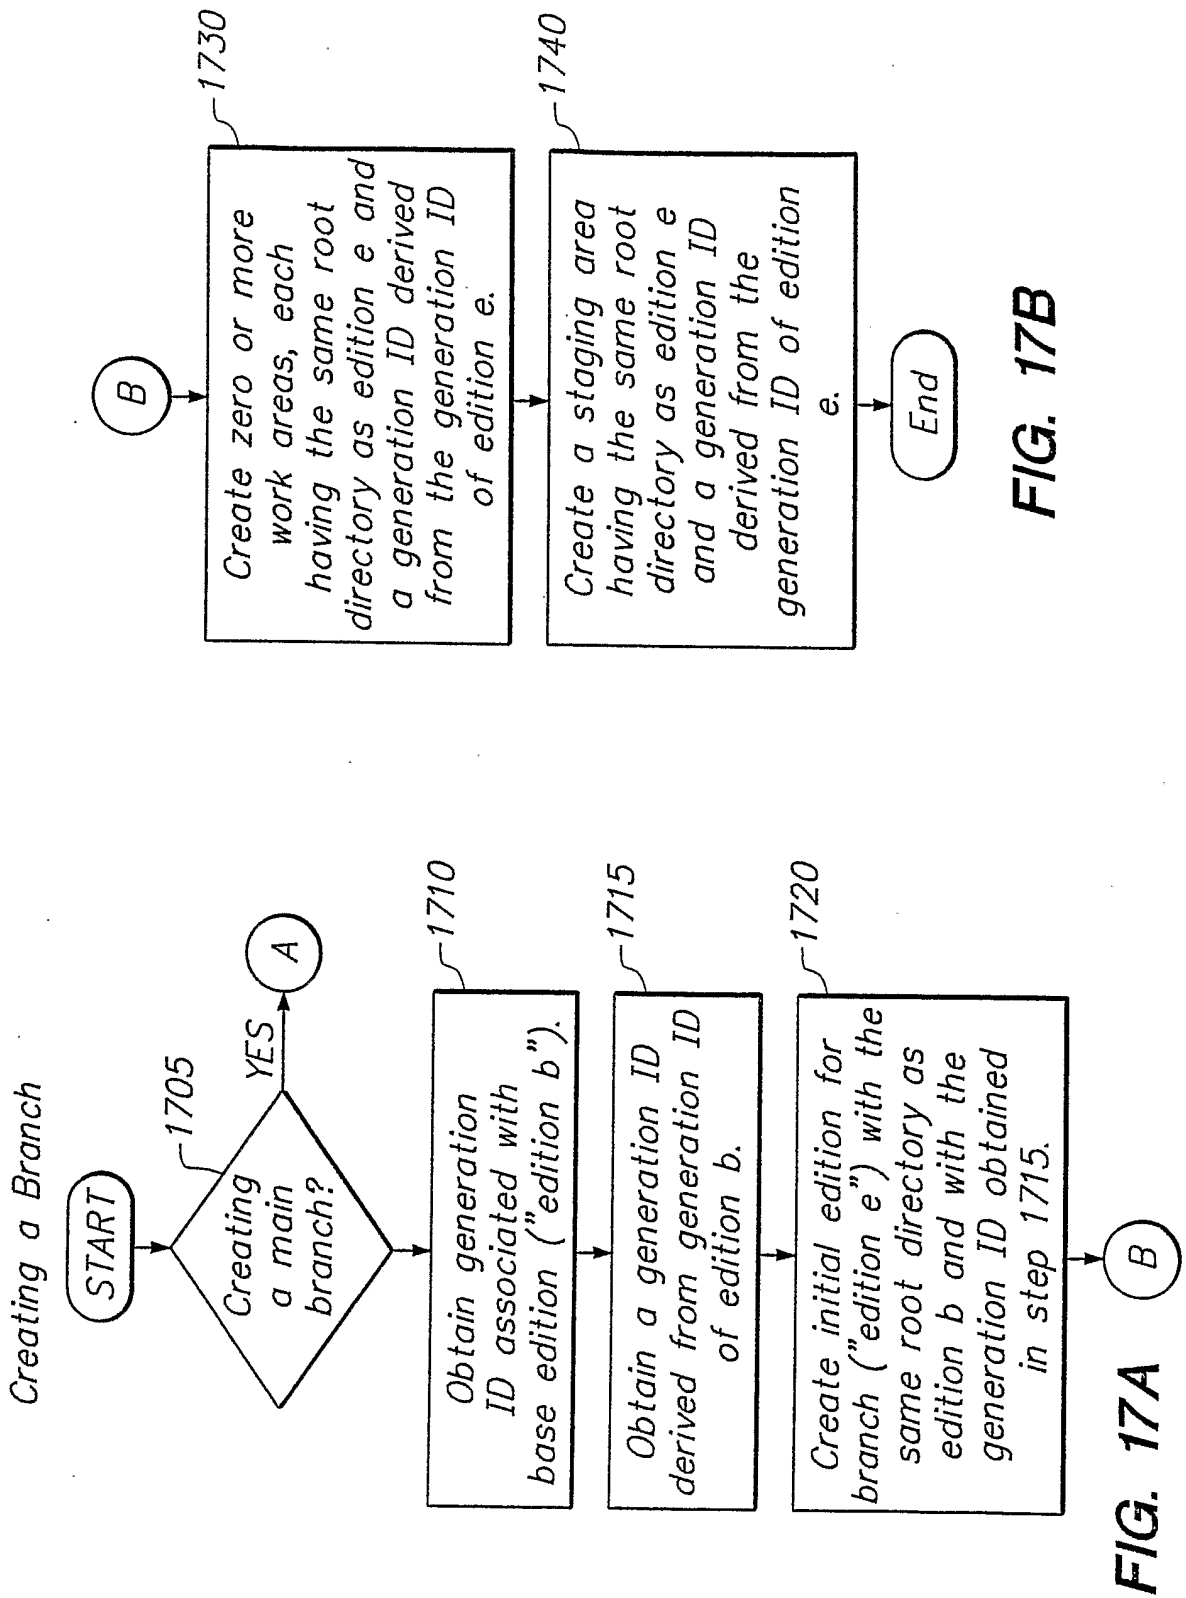 Creating a Branch
START
1705
Creating
a main
branch?
YES
A
1710
Obtain generation
ID associated with
base edition ("edition b").
1715
Obtain a generation ID
derived from generation ID
of edition b.
1720
Create initial edition for
branch ("edition e") with the
same root directory as
edition b and with the
generation ID obtained
in step 1715.
B
FIG. 17A
B
1730
Create zero or more
work areas, each
having the same root
directory as edition e and
a generation ID derived
from the generation ID
of edition e.
1740
Create a staging area
having the same root
directory as edition e
and a generation ID
derived from the
generation ID of edition
e.
End
FIG. 17B